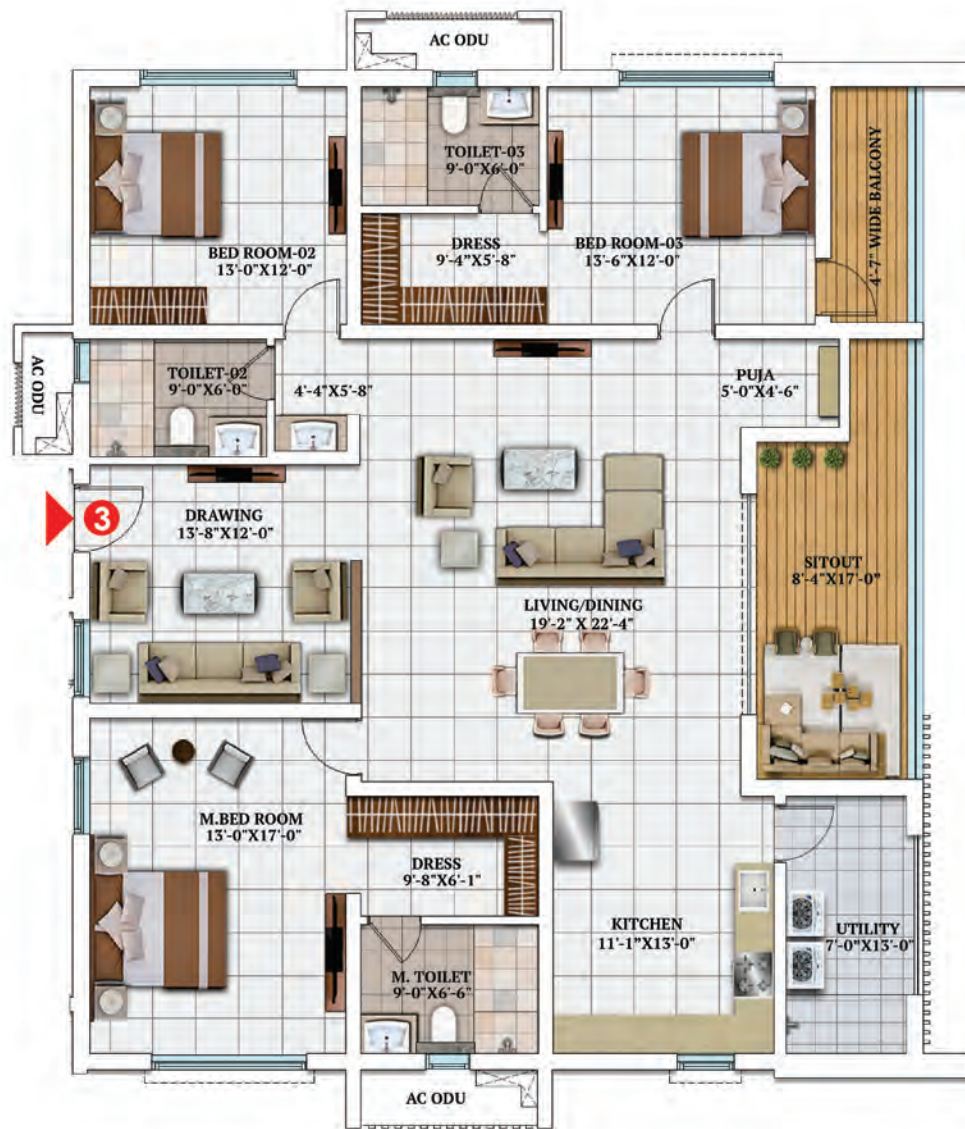 AC ODU
TOILET-03
9'-0"X6'-0"
BED ROOM-02
13'-0"X12'-0"
DRESS
9'-4"X5'-8"
BED ROOM-03
13'-6"X12'-0"
4'-7" WIDE BALCONY
AC ODU
TOILET-02
9'-0"X6'-0"
4'-4"X5'-8"
PUJA
5'-0"X4'-6"
3
DRAWING
13'-8"X12'-0"
SITOUT
8'-4"X17'-0"
LIVING/DINING
19'-2" X 22'-4"
M.BED ROOM
13'-0"X17'-0"
DRESS
9'-8"X6'-1"
KITCHEN
11'-1"X13'-0"
UTILITY
7'-0"X13'-0"
M. TOILET
9'-0"X6'-6"
AC ODU